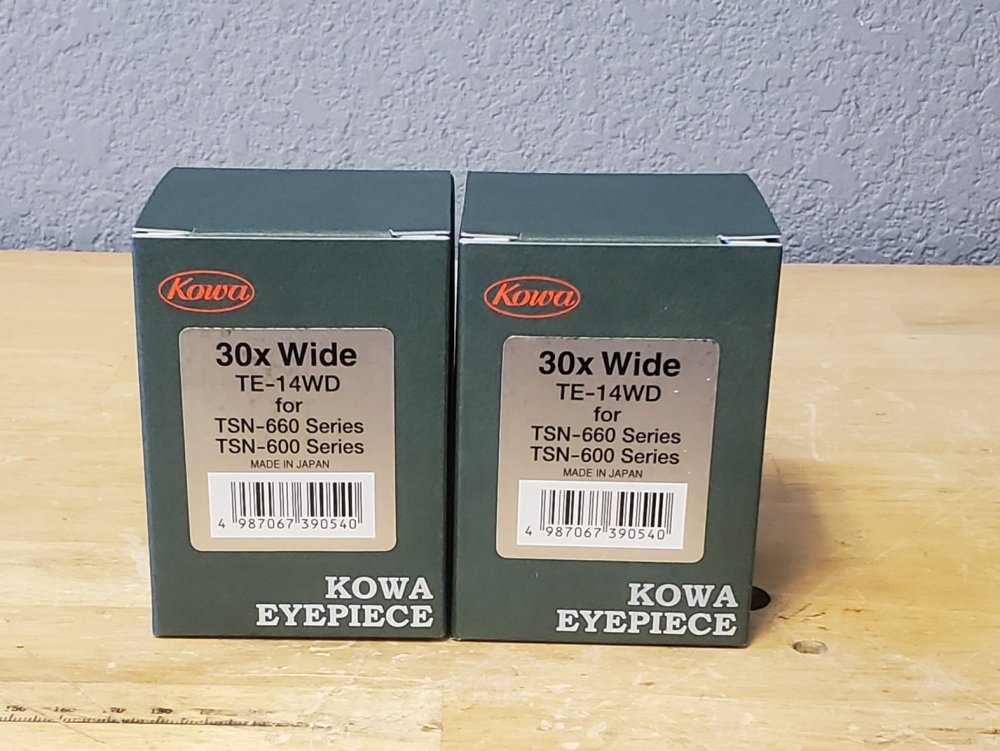 Kowa
30x Wide
TE-14WD
for
TSN-660 Series
TSN-600 Series
MADE IN JAPAN
4 987067 390540
KOWA
EYEPIECE
Kowa
30x Wide
TE-14WD
for
TSN-660 Series
TSN-600 Series
MADE IN JAPAN
4 987067 390540
KOWA
EYEPIECE